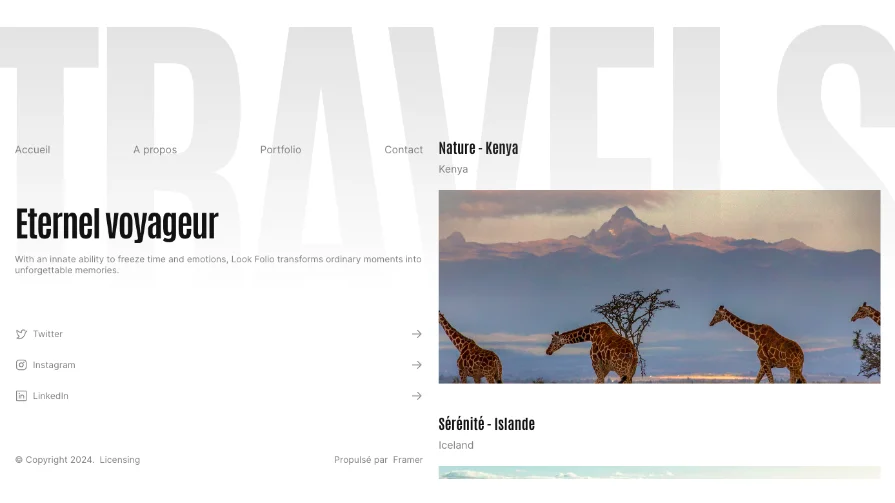 TRAVELS
Accueil
A propos
Portfolio
Contact
Eternel voyageur
With an innate ability to freeze time and emotions, Look Folio transforms ordinary moments into
unforgettable memories.
Twitter
Instagram
LinkedIn
© Copyright 2024. Licensing
Propulsé par Framer
Nature - Kenya
Kenya
Sérénité - Islande
Iceland